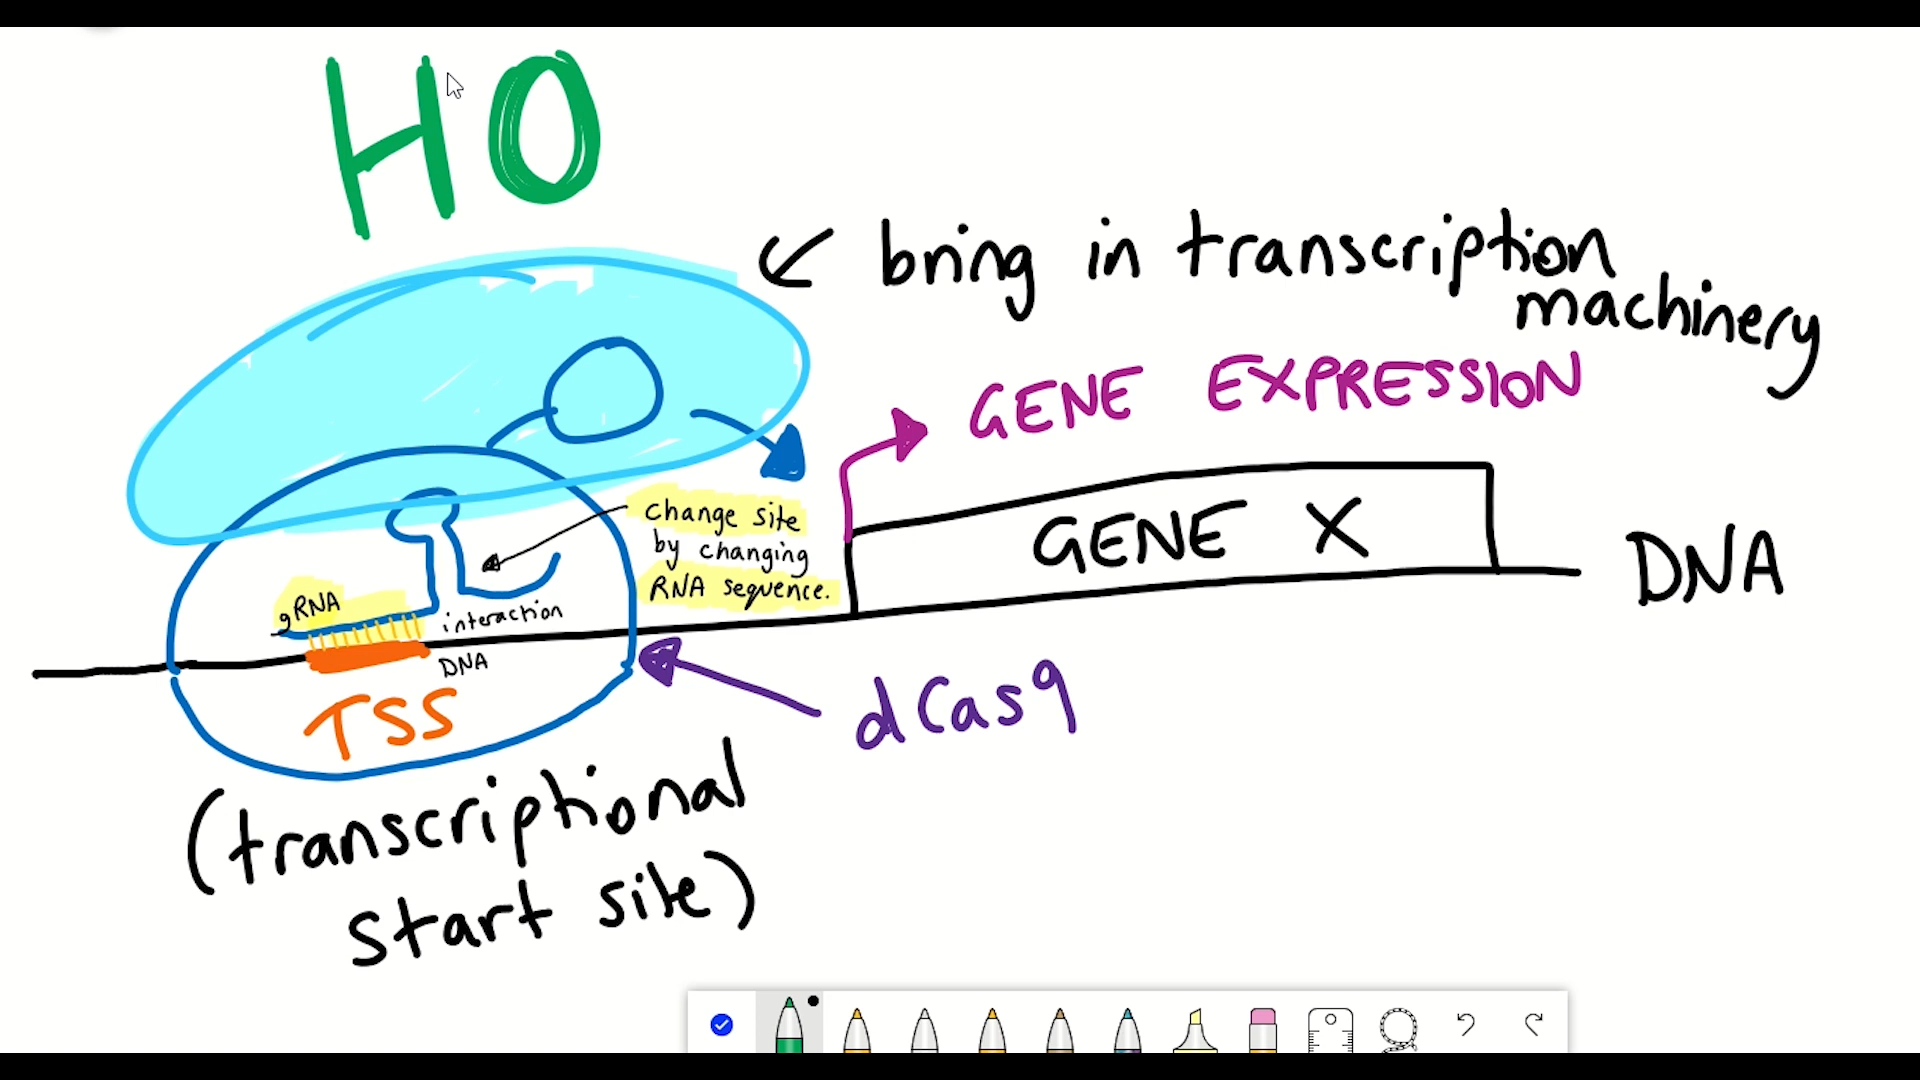 HO
bring in transcription
machinery
GENE EXPRESSION
change site
by changing
RNA sequence.
GENE X
DNA
gRNA
interaction
DNA
TSS
dCas9
(transcriptional
start site)